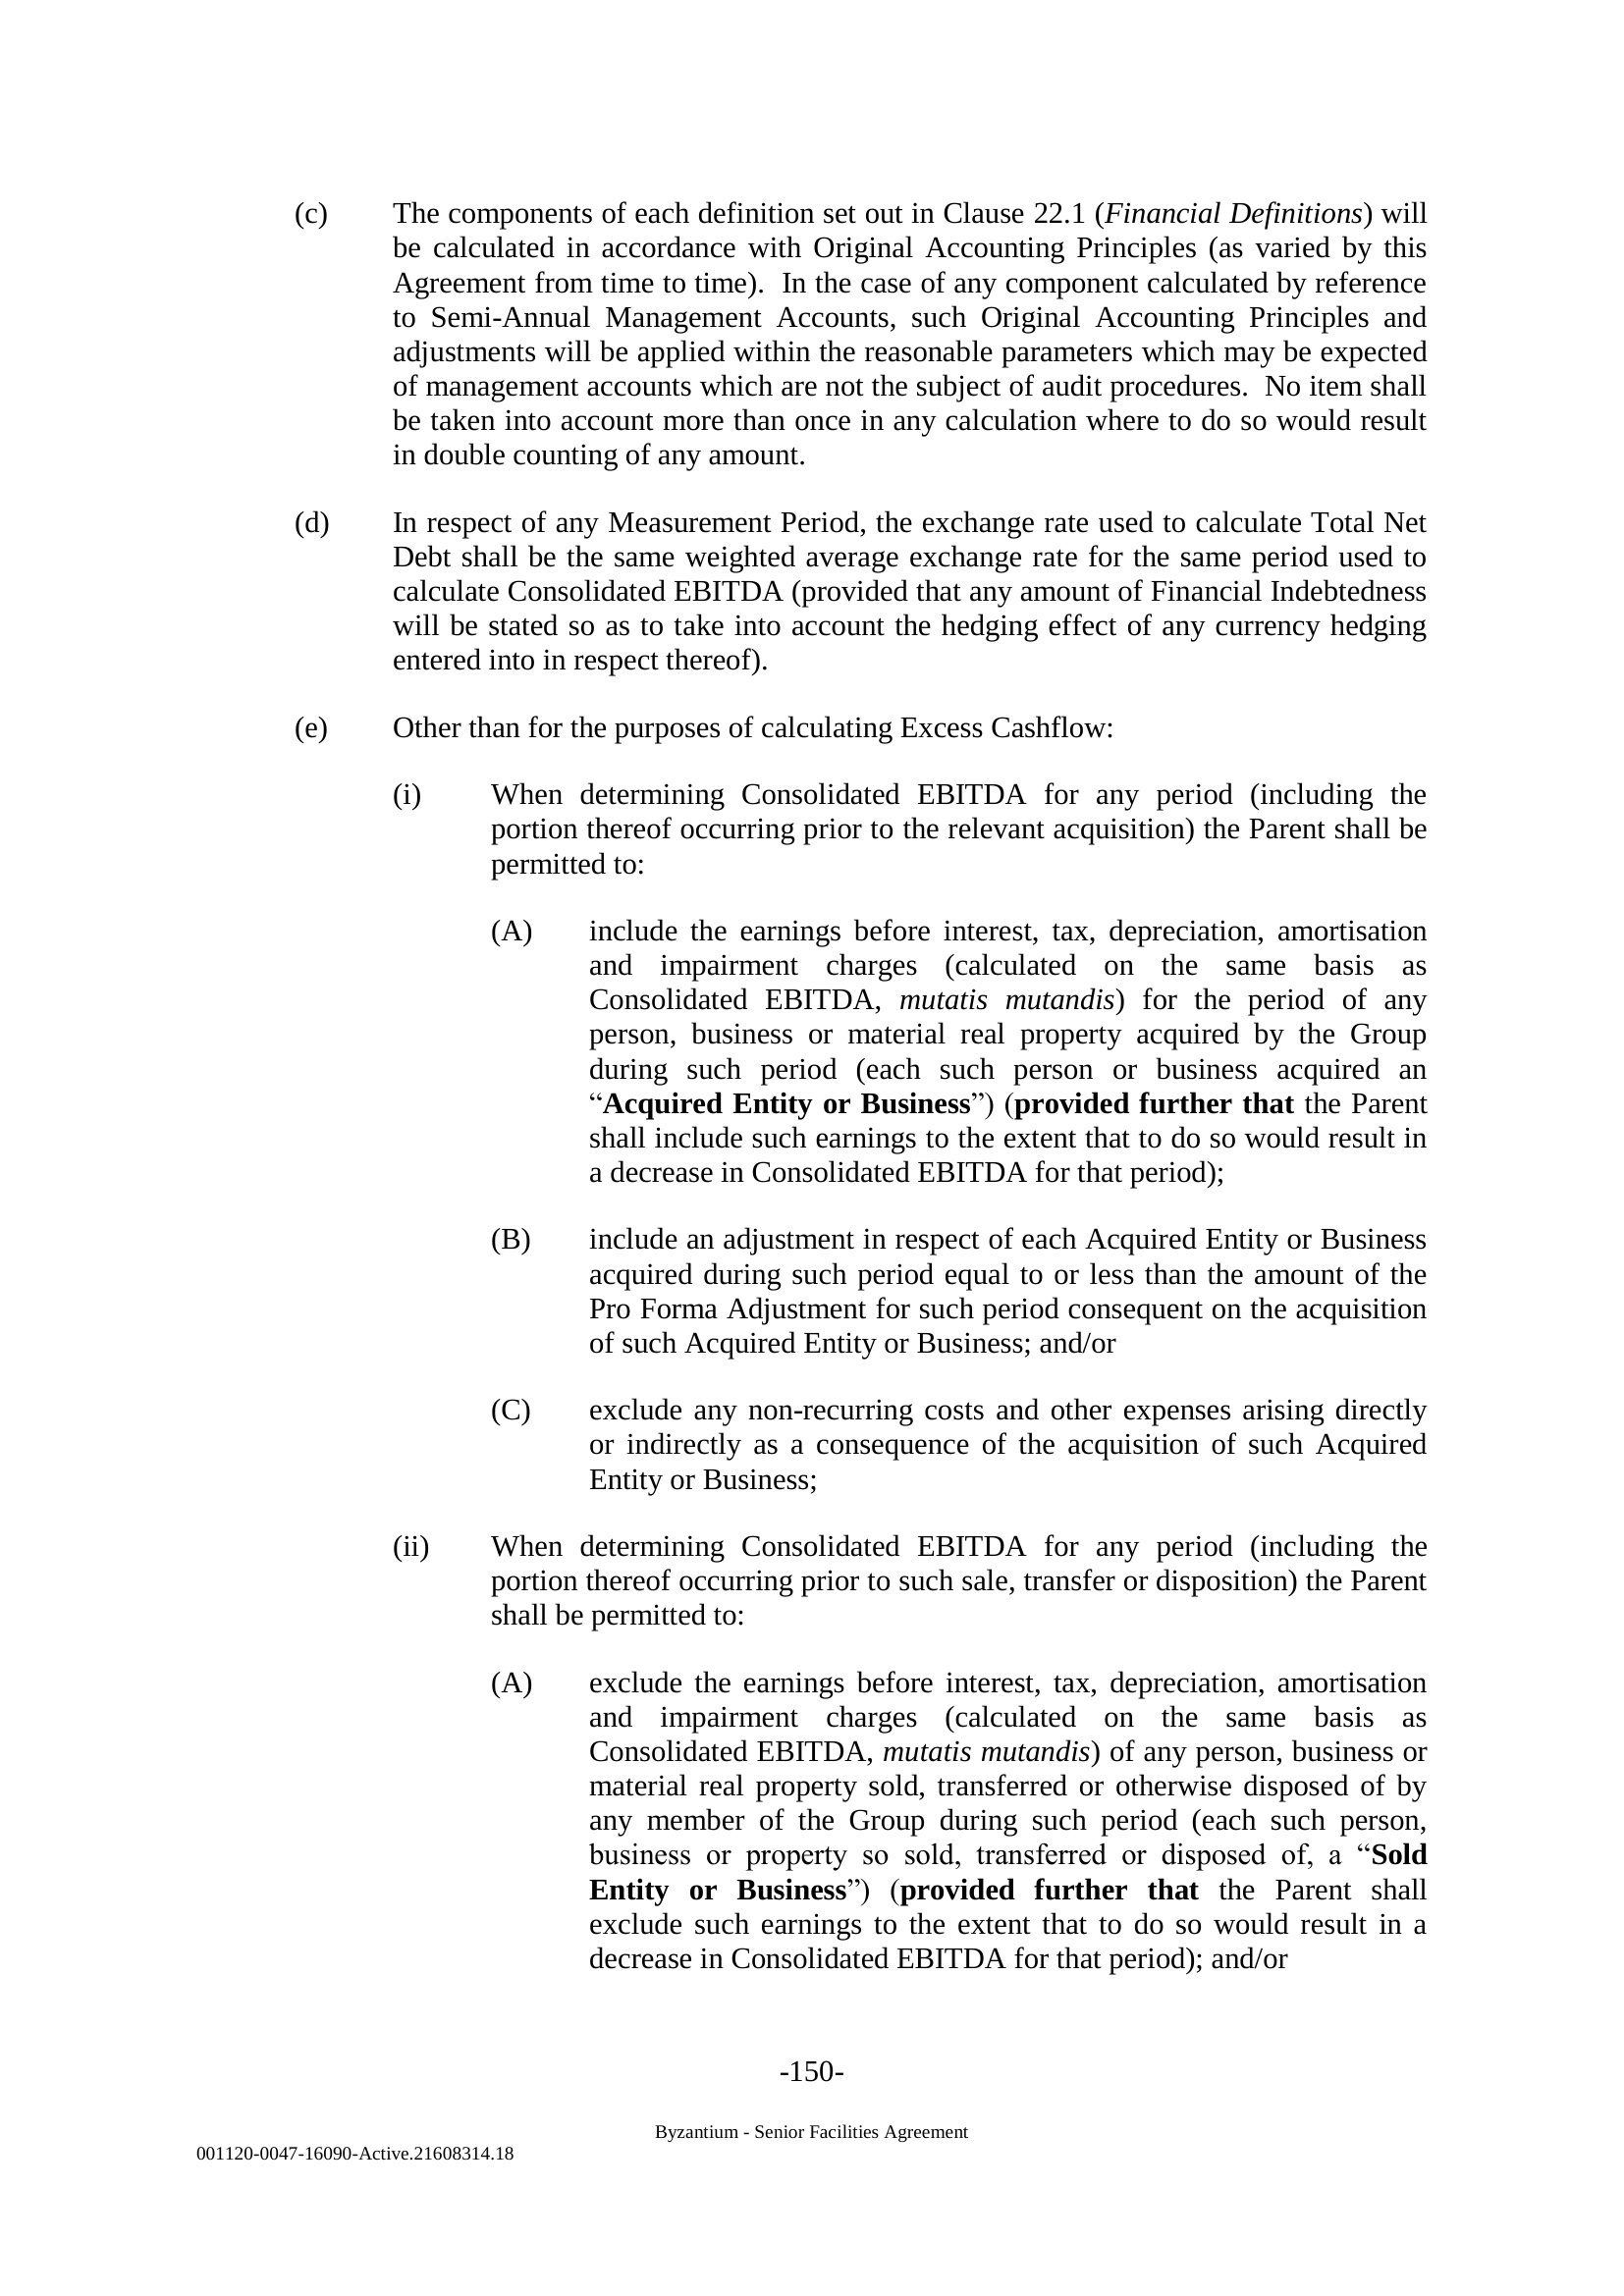 (c) The components of each definition set out in Clause 22.1 (Financial Definitions) will
be calculated in accordance with Original Accounting Principles (as varied by this
Agreement from time to time).  In the case of any component calculated by reference
to Semi-Annual Management Accounts, such Original Accounting Principles and
adjustments will be applied within the reasonable parameters which may be expected
of management accounts which are not the subject of audit procedures.  No item shall
be taken into account more than once in any calculation where to do so would result
in double counting of any amount.
(d) In respect of any Measurement Period, the exchange rate used to calculate Total Net
Debt shall be the same weighted average exchange rate for the same period used to
calculate Consolidated EBITDA (provided that any amount of Financial Indebtedness
will be stated so as to take into account the hedging effect of any currency hedging
entered into in respect thereof).
(e) Other than for the purposes of calculating Excess Cashflow:
(i) When determining Consolidated EBITDA for any period (including the
portion thereof occurring prior to the relevant acquisition) the Parent shall be
permitted to:
(A) include the earnings before interest, tax, depreciation, amortisation
and impairment charges (calculated on the same basis as
Consolidated EBITDA, mutatis mutandis) for the period of any
person, business or material real property acquired by the Group
during such period (each such person or business acquired an
“Acquired Entity or Business”) (provided further that the Parent
shall include such earnings to the extent that to do so would result in
a decrease in Consolidated EBITDA for that period);
(B) include an adjustment in respect of each Acquired Entity or Business
acquired during such period equal to or less than the amount of the
Pro Forma Adjustment for such period consequent on the acquisition
of such Acquired Entity or Business; and/or
(C) exclude any non-recurring costs and other expenses arising directly
or indirectly as a consequence of the acquisition of such Acquired
Entity or Business;
(ii) When determining Consolidated EBITDA for any period (including the
portion thereof occurring prior to such sale, transfer or disposition) the Parent
shall be permitted to:
(A) exclude the earnings before interest, tax, depreciation, amortisation
and impairment charges (calculated on the same basis as
Consolidated EBITDA, mutatis mutandis) of any person, business or
material real property sold, transferred or otherwise disposed of by
any member of the Group during such period (each such person,
business or property so sold, transferred or disposed of, a “Sold
Entity or Business”) (provided further that the Parent shall
exclude such earnings to the extent that to do so would result in a
decrease in Consolidated EBITDA for that period); and/or
-150-
Byzantium - Senior Facilities Agreement
001120-0047-16090-Active.21608314.18